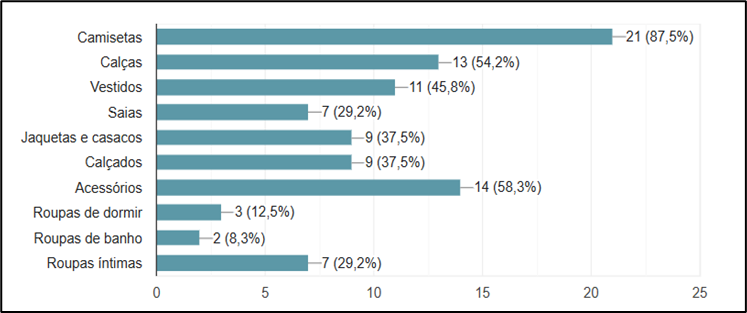 Camisetas 21 (87,5%)
Calças 13 (54,2%)
Vestidos 11 (45,8%)
Saias 7 (29,2%)
Jaquetas e casacos 9 (37,5%)
Calçados 9 (37,5%)
Acessórios 14 (58,3%)
Roupas de dormir 3 (12,5%)
Roupas de banho 2 (8,3%)
Roupas íntimas 7 (29,2%)
0 5 10 15 20 25